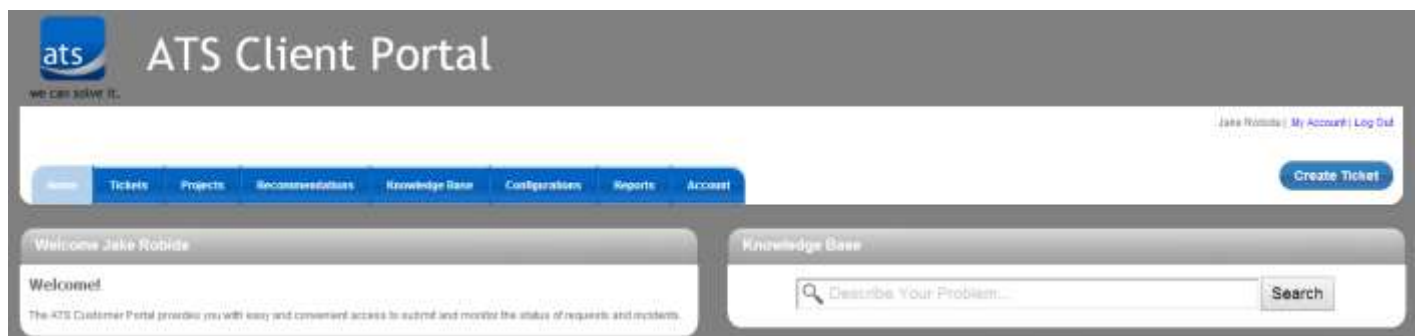 ats
ATS Client Portal
we can solve it.
Jake Robide | My Account | Log Out
Home Tickets Projects Recommendations Knowledge Base Configurations Reports Account
Create Ticket
Welcome Jake Robide
Knowledge Base
Welcome!
Describe Your Problem...
Search
The ATS Customer Portal provides you with easy and convenient access to submit and monitor the status of requests and incidents.